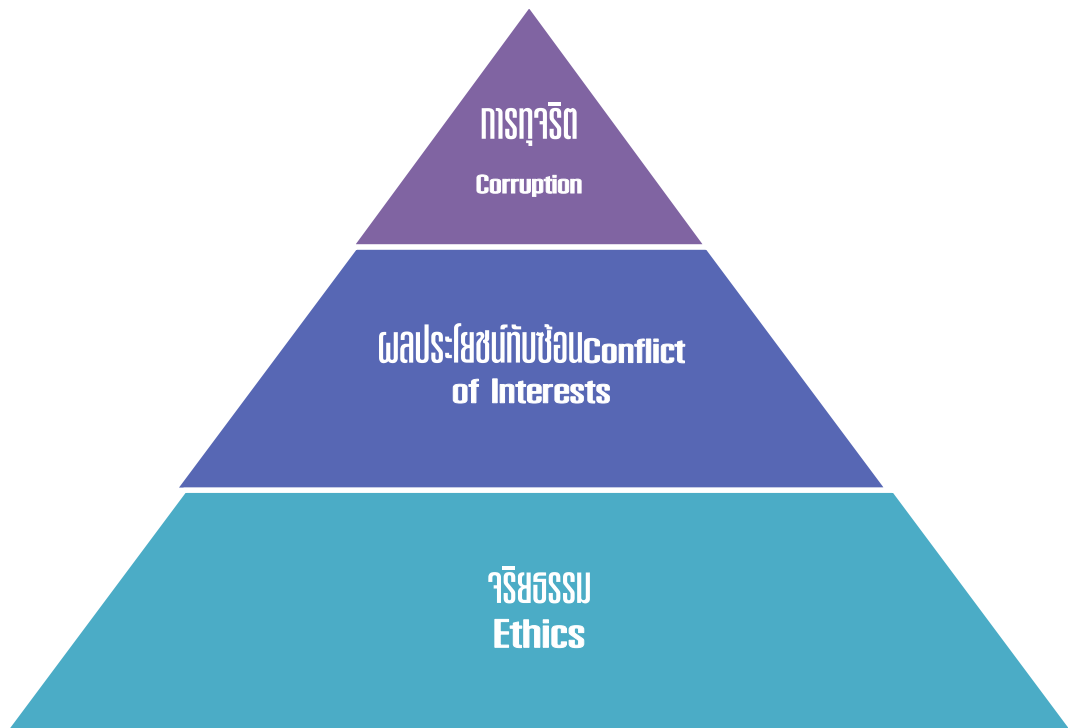 การทุจริต
Corruption
ผลประโยชน์ทับซ้อนConflict
of Interests
จริยธรรม
Ethics